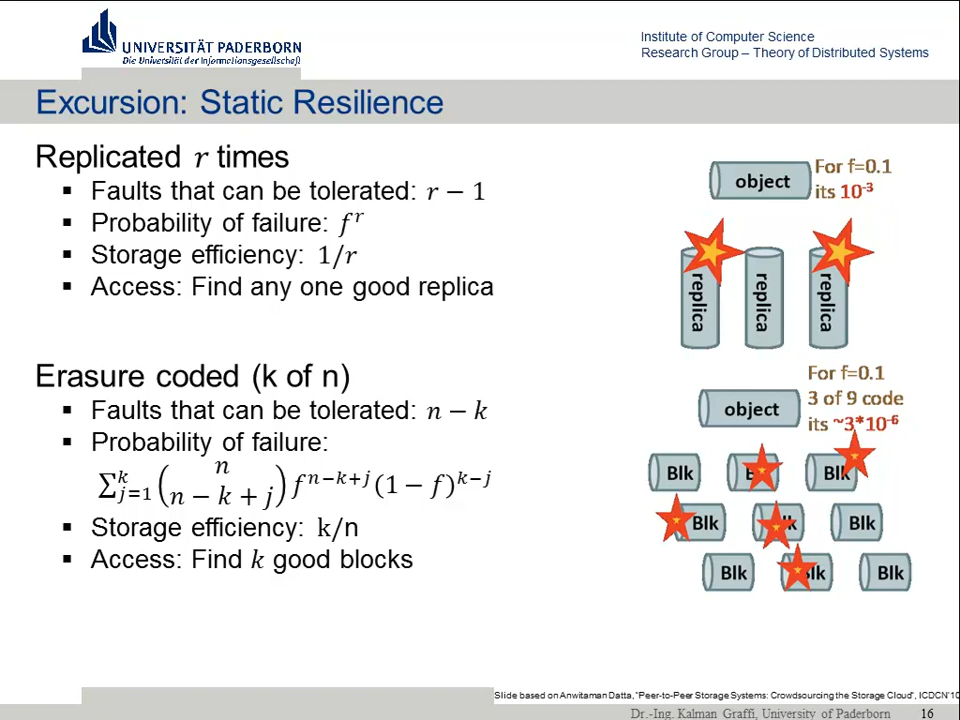 UNIVERSITÄT PADERBORN
Die Universität der Informationsgesellschaft
Institute of Computer Science
Research Group – Theory of Distributed Systems
Excursion: Static Resilience
Replicated r times
▪ Faults that can be tolerated: r − 1
▪ Probability of failure: f^r
▪ Storage efficiency: 1/r
▪ Access: Find any one good replica
object
For f=0.1
its 10^-3
replica
replica
replica
Erasure coded (k of n)
▪ Faults that can be tolerated: n − k
▪ Probability of failure:
∑_{j=1}^{k} \binom{n}{n − k + j} f^{n−k+j} (1 − f)^{k−j}
▪ Storage efficiency: k/n
▪ Access: Find k good blocks
object
For f=0.1
3 of 9 code
its ~3*10^-6
Blk Blk Blk
Blk Blk Blk
Blk Blk Blk
Slide based on Anwitaman Datta, "Peer-to-Peer Storage Systems: Crowdsourcing the Storage Cloud", ICDCN'10
Dr.-Ing. Kalman Graffi, University of Paderborn 16